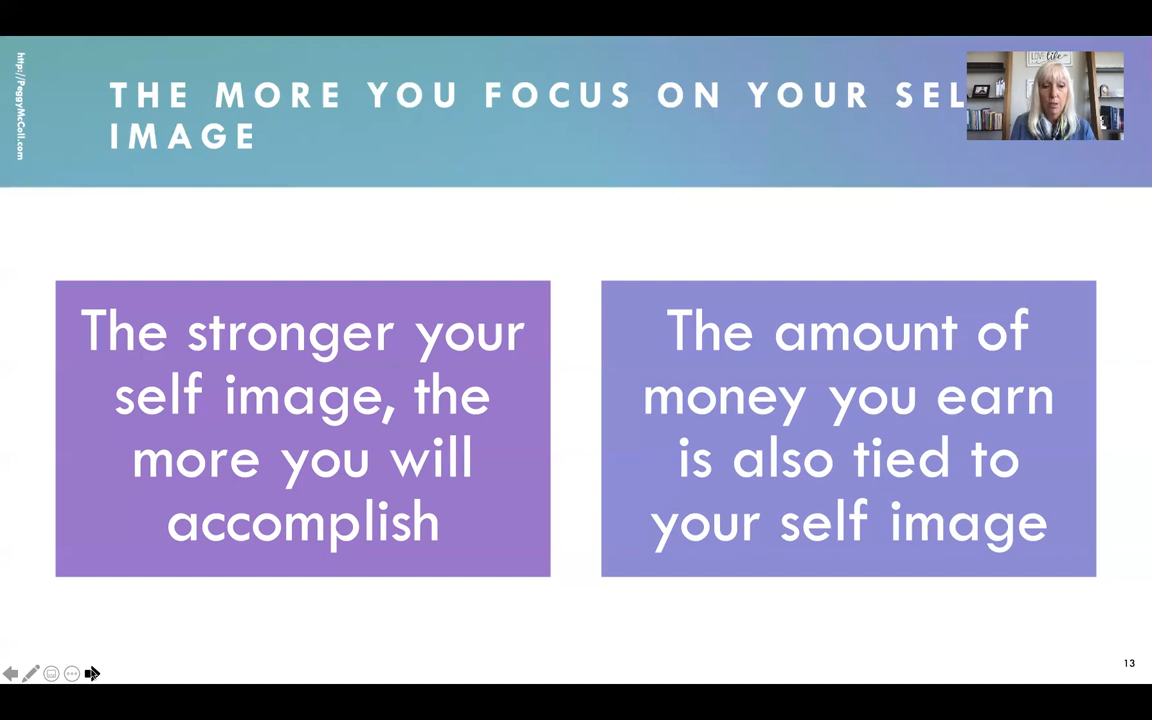 http://PeggyMcColl.com
THE MORE YOU FOCUS ON YOUR SEL
IMAGE
The stronger your
self image, the
more you will
accomplish
The amount of
money you earn
is also tied to
your self image
13